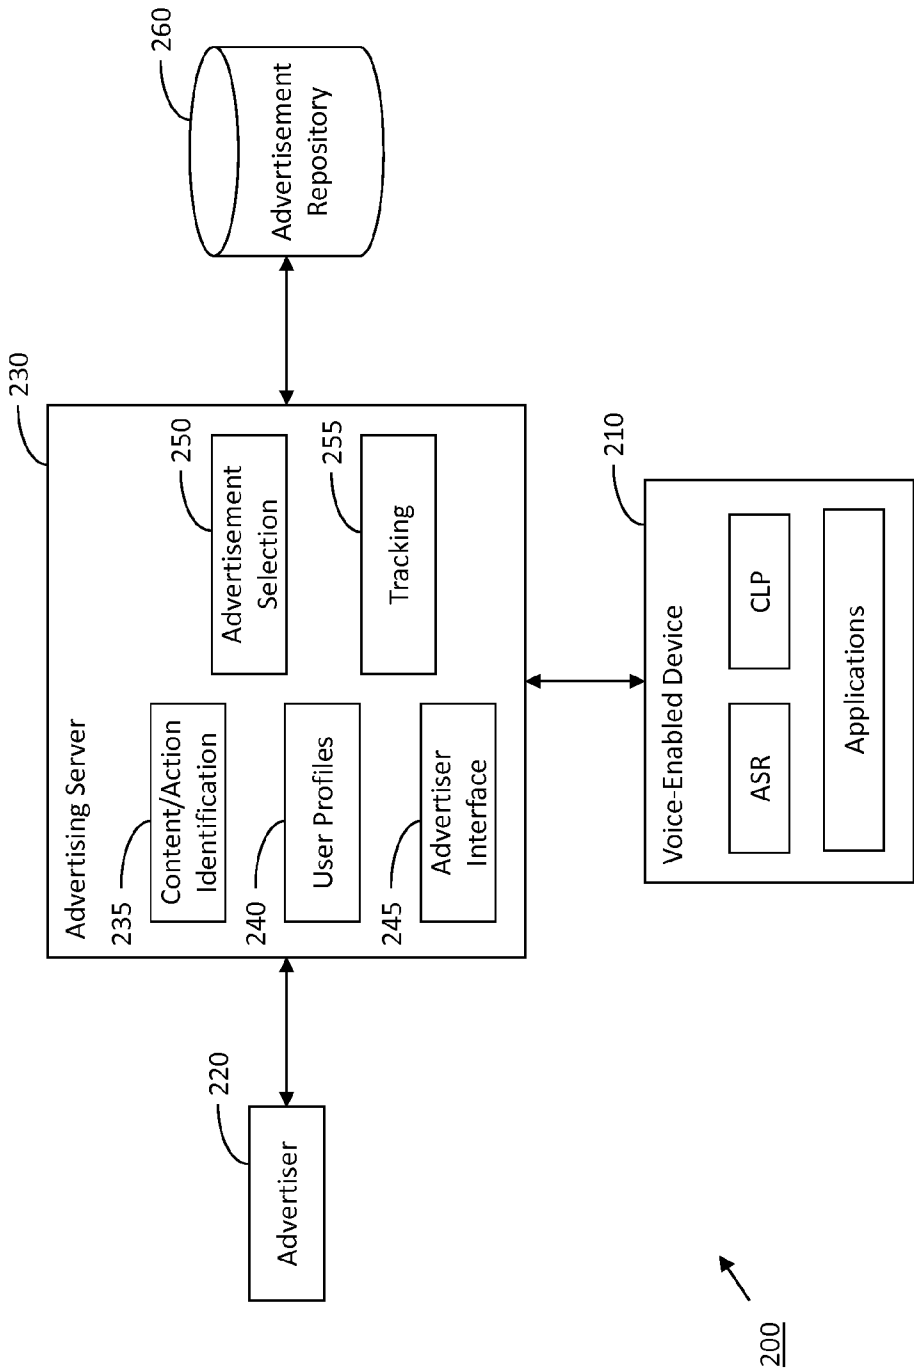 230
Advertising Server
235
Content/Action
Identification
250
Advertisement
Selection
240
User Profiles
255
Tracking
245
Advertiser
Interface
220
Advertiser
260
Advertisement
Repository
210
Voice-Enabled Device
ASR
CLP
Applications
200